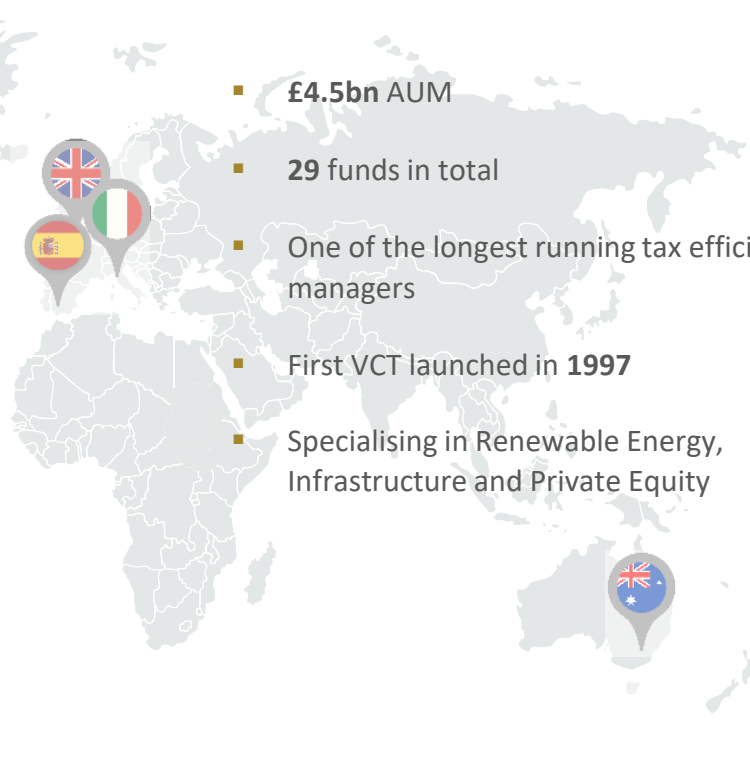 £4.5bn AUM
29 funds in total
One of the longest running tax
managers
First VCT launched in 1997
Specialising in Renewable Energy,
Infrastructure and Private Equity